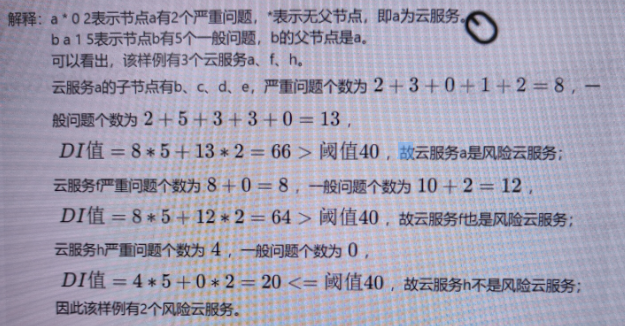 解释：a * 0 2表示节点a有2个严重问题，*表示无父节点，即a为云服务。
b a 1 5表示节点b有5个一般问题，b的父节点是a。
可以看出，该样例有3个云服务a、f、h。
云服务a的子节点有b、c、d、e，严重问题个数为 2 + 3 + 0 + 1 + 2 = 8 ，一
般问题个数为 2 + 5 + 3 + 3 + 0 = 13 ，
DI值 = 8 * 5 + 13 * 2 = 66 > 阈值40 ，故云服务a是风险云服务；
云服务f严重问题个数为 8 + 0 = 8 ，一般问题个数为 10 + 2 = 12 ，
DI值 = 8 * 5 + 12 * 2 = 64 > 阈值40 ，故云服务f也是风险云服务；
云服务h严重问题个数为 4 ，一般问题个数为 0 ，
DI值 = 4 * 5 + 0 * 2 = 20 <= 阈值40 ，故云服务h不是风险云服务；
因此该样例有2个风险云服务。